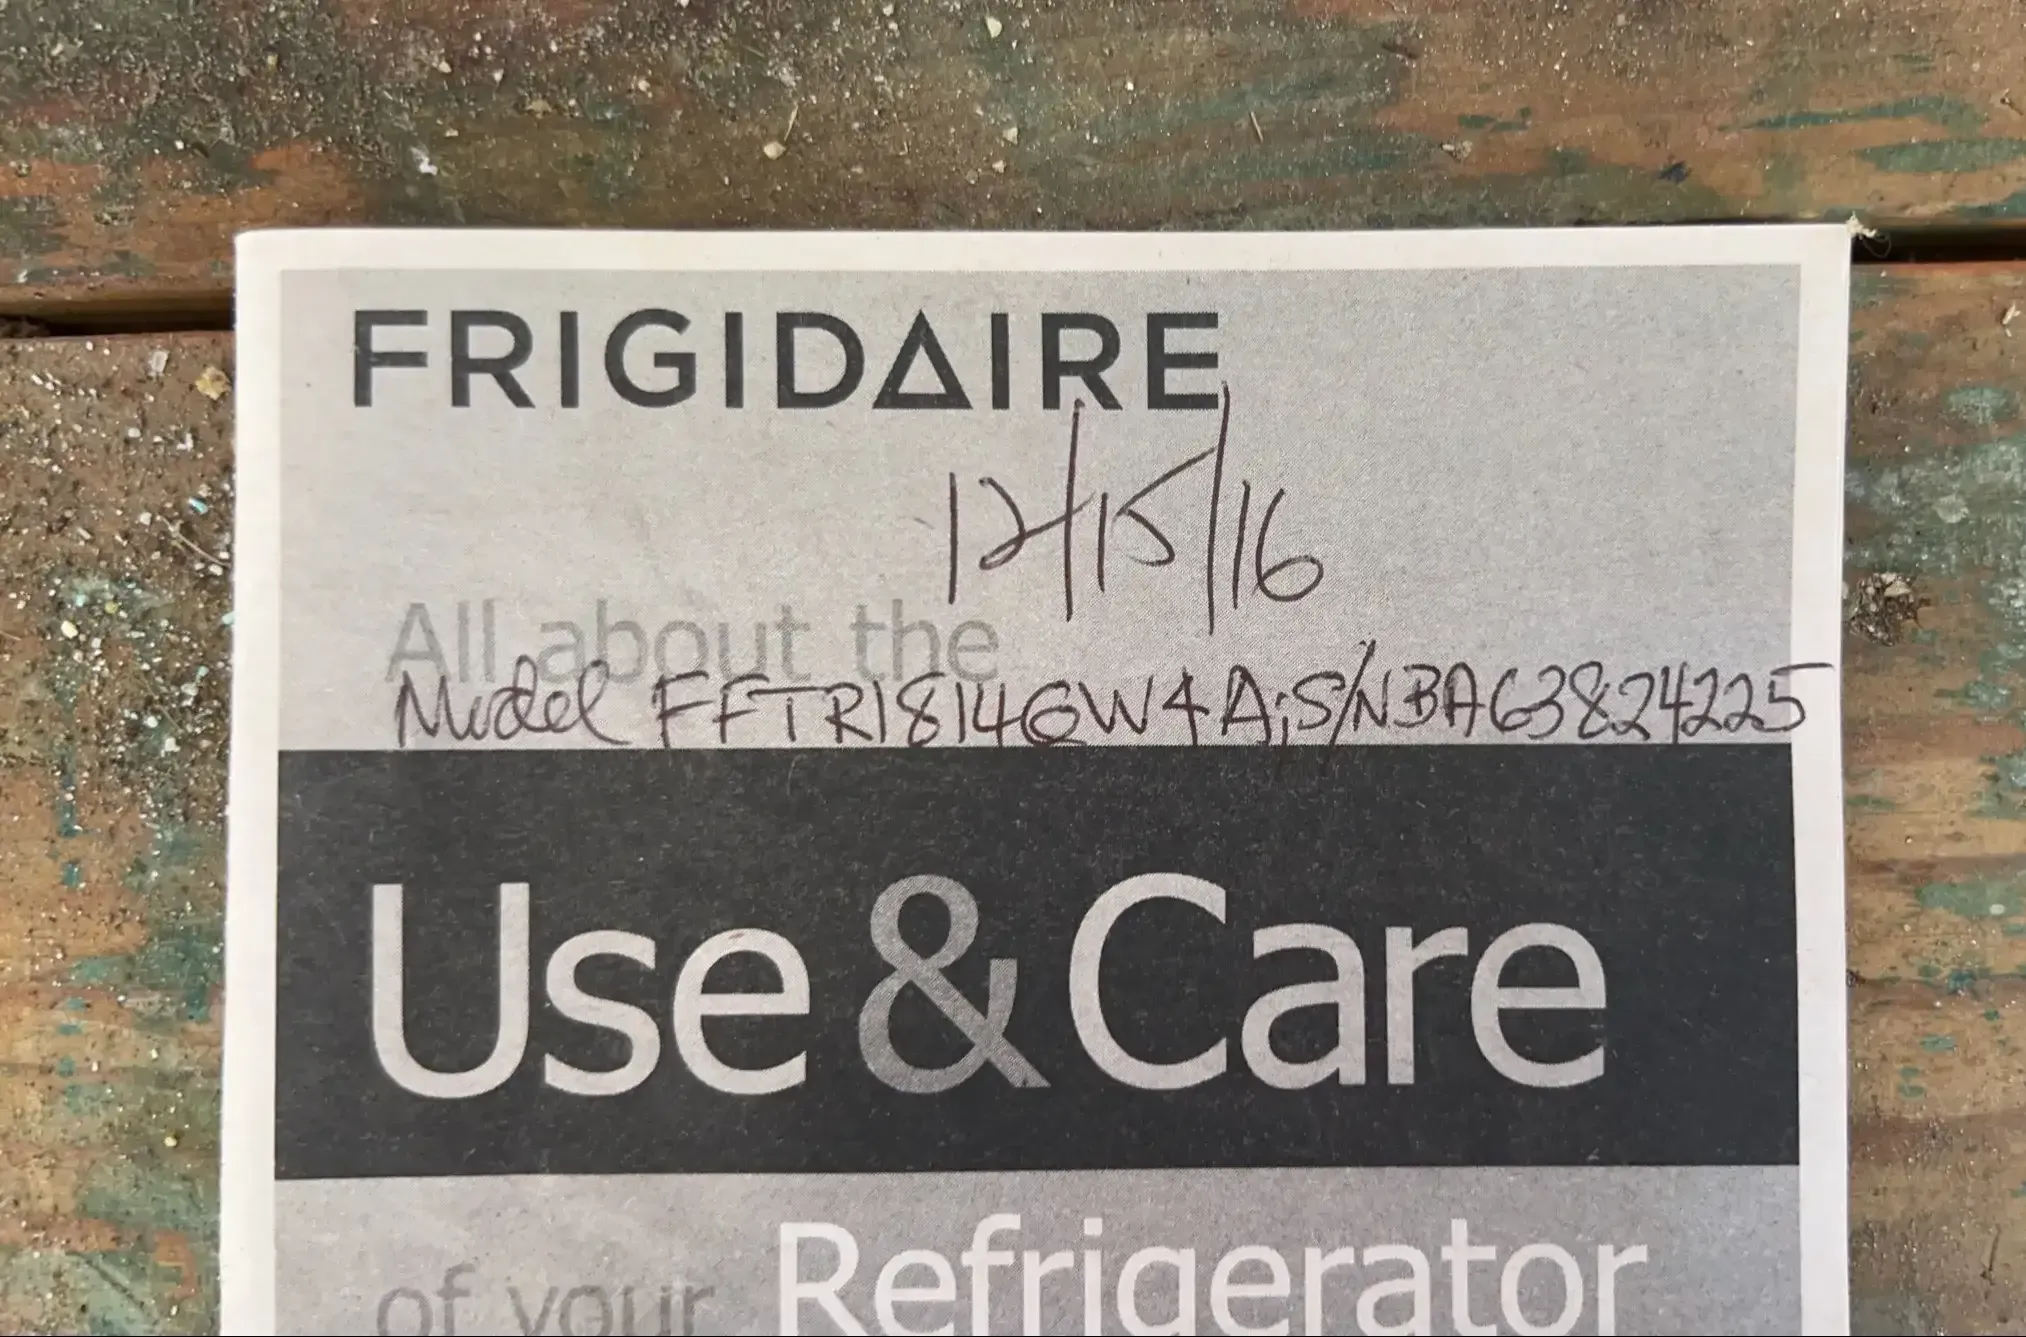 FRIGIDAIRE
12/15/16
All about the
Model FFTR1814QW4A; S/N BA63824225
Use & Care
of your Refrigerator